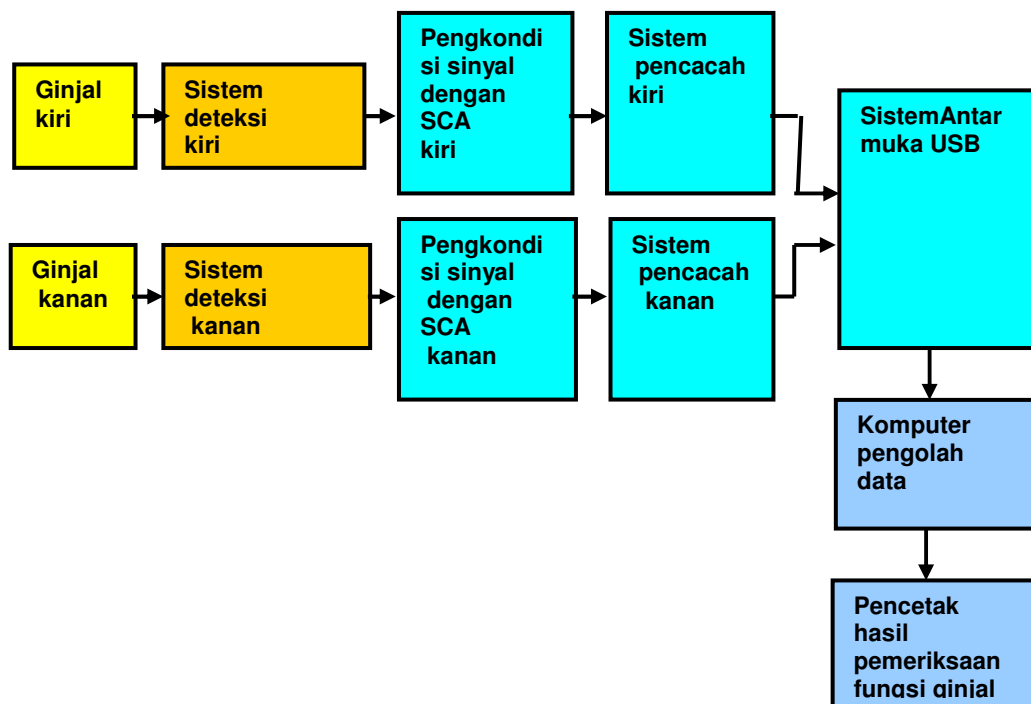 Ginjal
kiri
Sistem
deteksi
kiri
Pengkondi
si sinyal
dengan
SCA
kiri
Sistem
pencacah
kiri
SistemAntar
muka USB
Ginjal
kanan
Sistem
deteksi
kanan
Pengkondi
si sinyal
dengan
SCA
kanan
Sistem
pencacah
kanan
Komputer
pengolah
data
Pencetak
hasil
pemeriksaan
fungsi ginjal